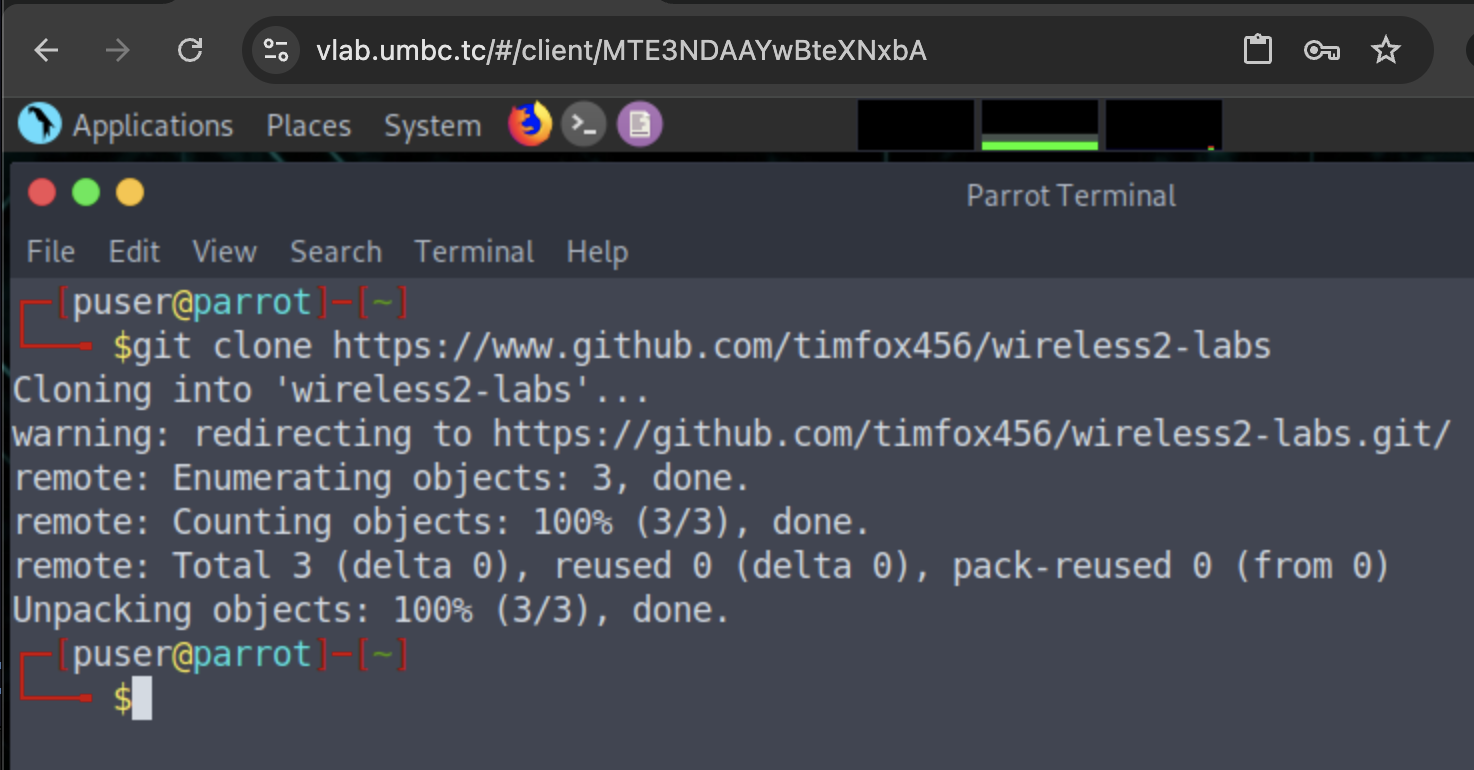 vlab.umbc.tc/#/client/MTE3NDAAYwBteXNxbA
Applications Places System
Parrot Terminal
File Edit View Search Terminal Help
┌─[puser@parrot]─[~]
└──╼ $git clone https://www.github.com/timfox456/wireless2-labs
Cloning into 'wireless2-labs'...
warning: redirecting to https://github.com/timfox456/wireless2-labs.git/
remote: Enumerating objects: 3, done.
remote: Counting objects: 100% (3/3), done.
remote: Total 3 (delta 0), reused 0 (delta 0), pack-reused 0 (from 0)
Unpacking objects: 100% (3/3), done.
┌─[puser@parrot]─[~]
└──╼ $